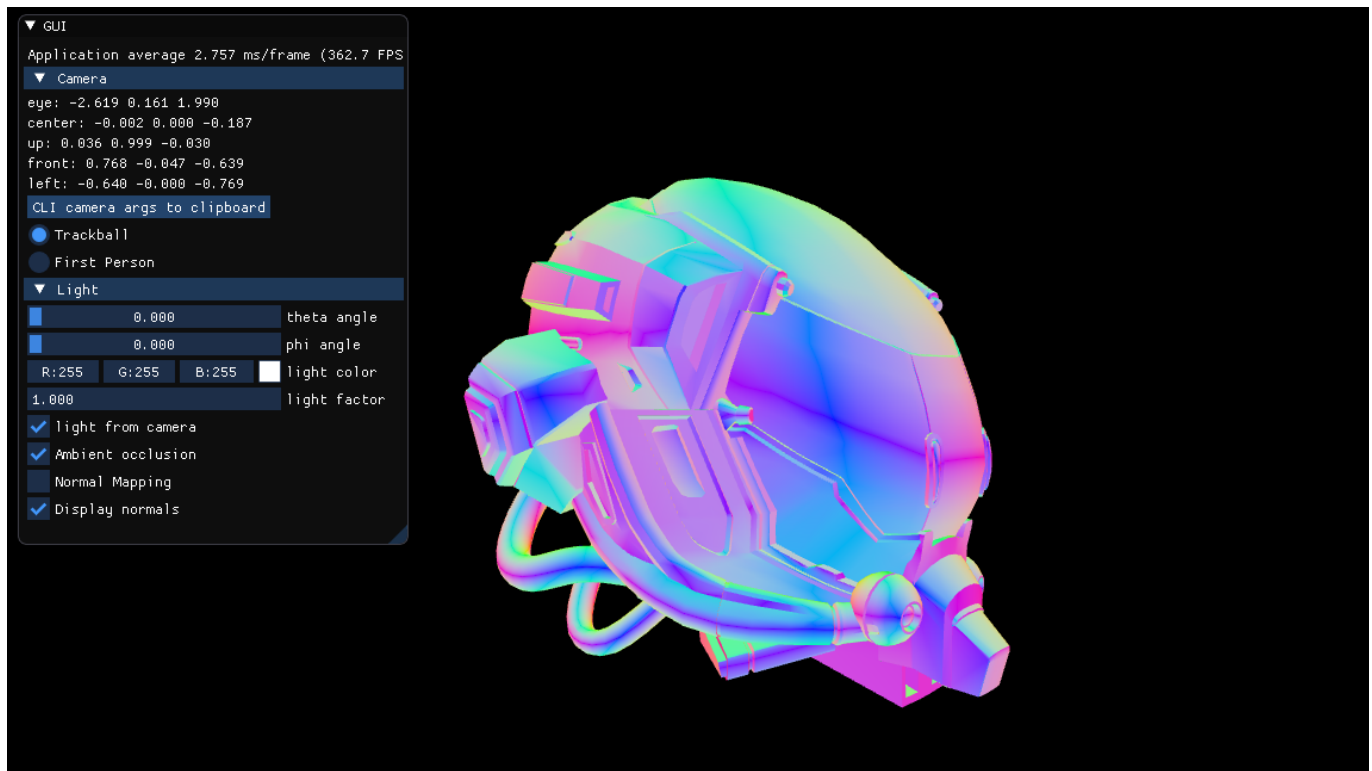 GUI
Application average 2.757 ms/frame (362.7 FPS
Camera
eye: -2.619 0.161 1.990
center: -0.002 0.000 -0.187
up: 0.036 0.999 -0.030
front: 0.768 -0.047 -0.639
left: -0.640 -0.000 -0.769
CLI camera args to clipboard
Trackball
First Person
Light
0.000 theta angle
0.000 phi angle
R:255 G:255 B:255 light color
1.000 light factor
light from camera
Ambient occlusion
Normal Mapping
Display normals